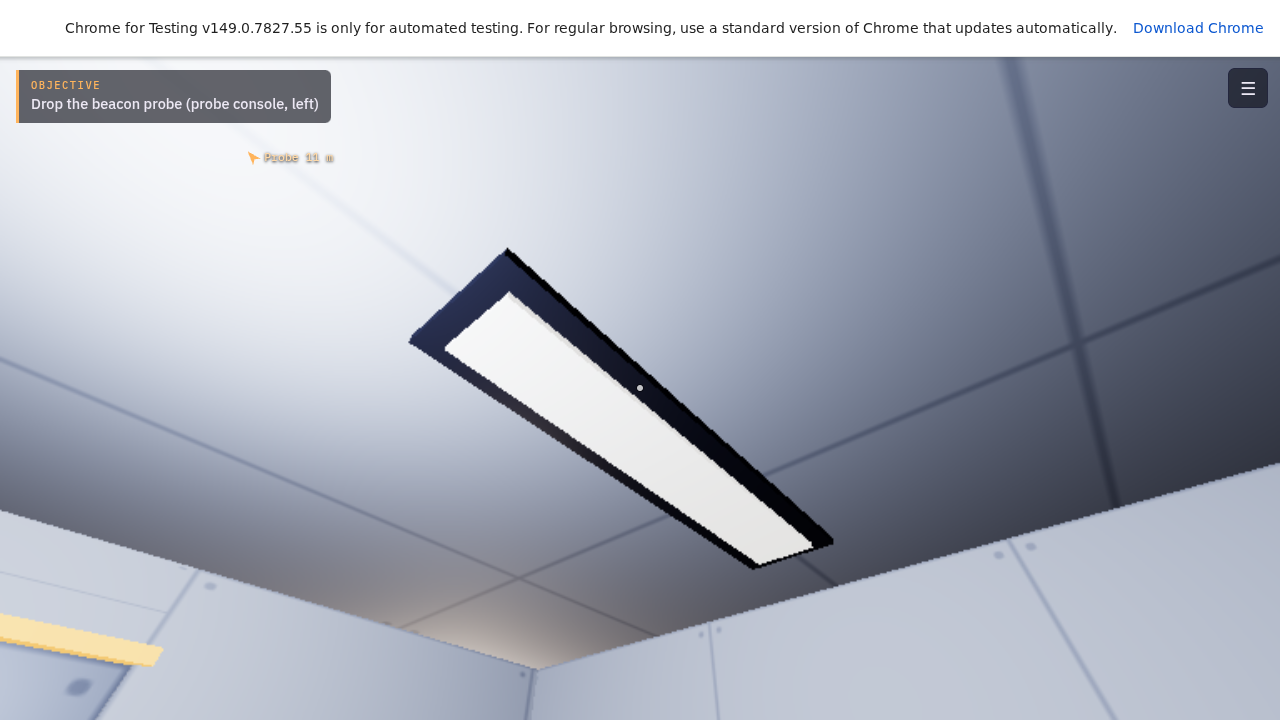 Chrome for Testing v149.0.7827.55 is only for automated testing. For regular browsing, use a standard version of Chrome that updates automatically. Download Chrome
OBJECTIVE
Drop the beacon probe (probe console, left)
Probe 11 m